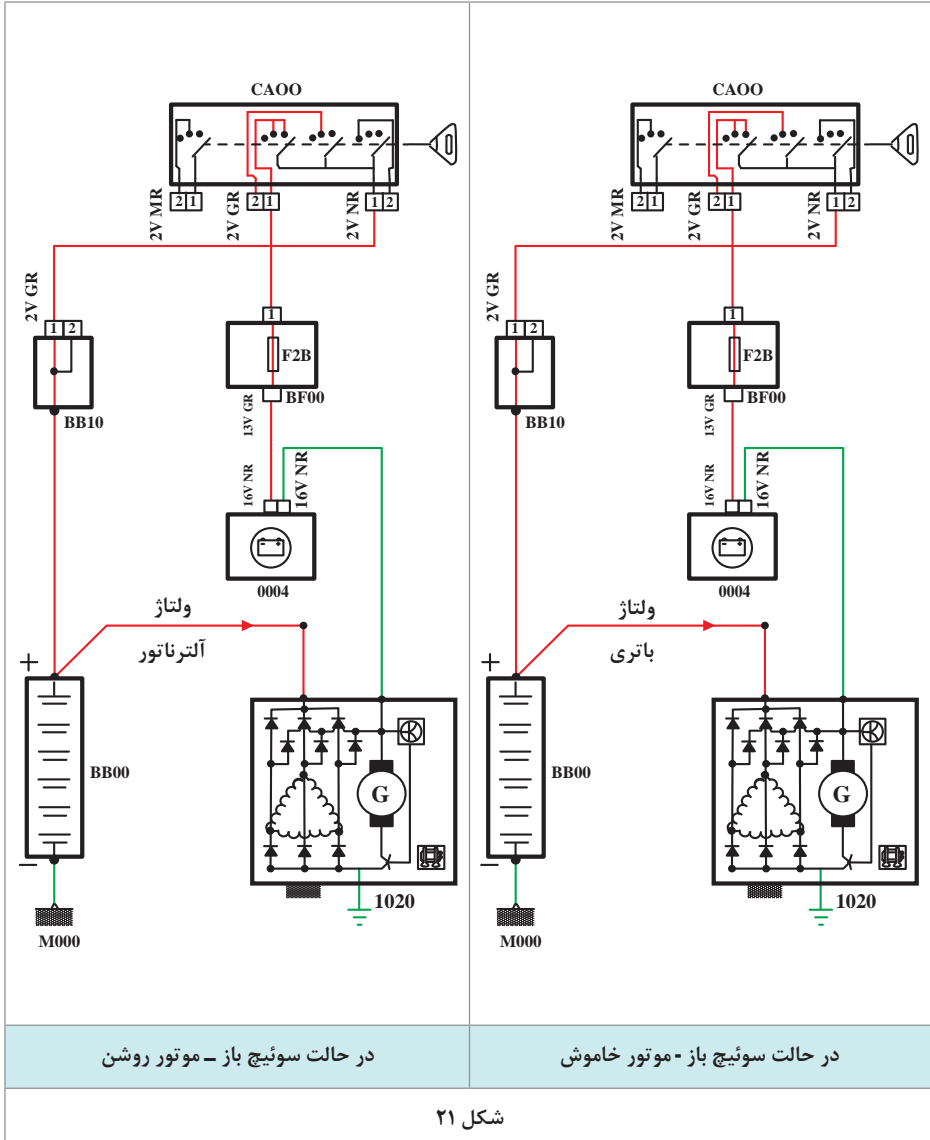 CAOO
2V MR
2 1
2V GR
2 1
2V NR
1 2
2V GR
1 2
BB10
1
F2B
BF00
13V GR
16V NR
16V NR
0004
ولتاژ
آلترناتور
+
BB00
–
M000
G
1020
در حالت سوئیچ باز – موتور روشن
CAOO
2V MR
2 1
2V GR
2 1
2V NR
1 2
2V GR
1 2
BB10
1
F2B
BF00
13V GR
16V NR
16V NR
0004
ولتاژ
باتری
+
BB00
–
M000
G
1020
در حالت سوئیچ باز - موتور خاموش
شکل ۲۱